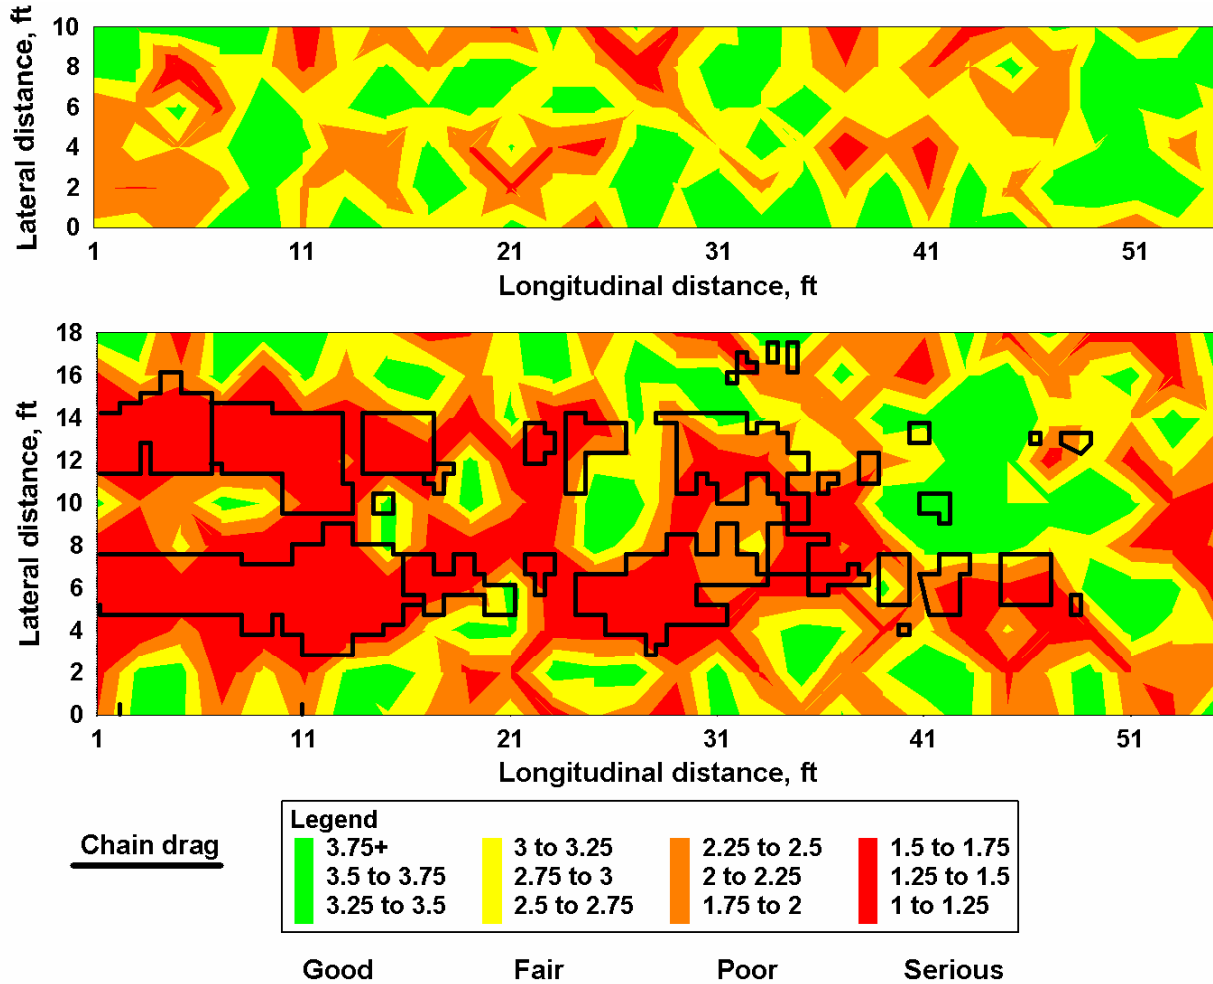 Lateral distance, ft
10
8
6
4
2
0
1 11 21 31 41 51
Longitudinal distance, ft
Lateral distance, ft
18
16
14
12
10
8
6
4
2
0
1 11 21 31 41 51
Longitudinal distance, ft
Chain drag
Legend
3.75+ 3 to 3.25 2.25 to 2.5 1.5 to 1.75
3.5 to 3.75 2.75 to 3 2 to 2.25 1.25 to 1.5
3.25 to 3.5 2.5 to 2.75 1.75 to 2 1 to 1.25
Good Fair Poor Serious